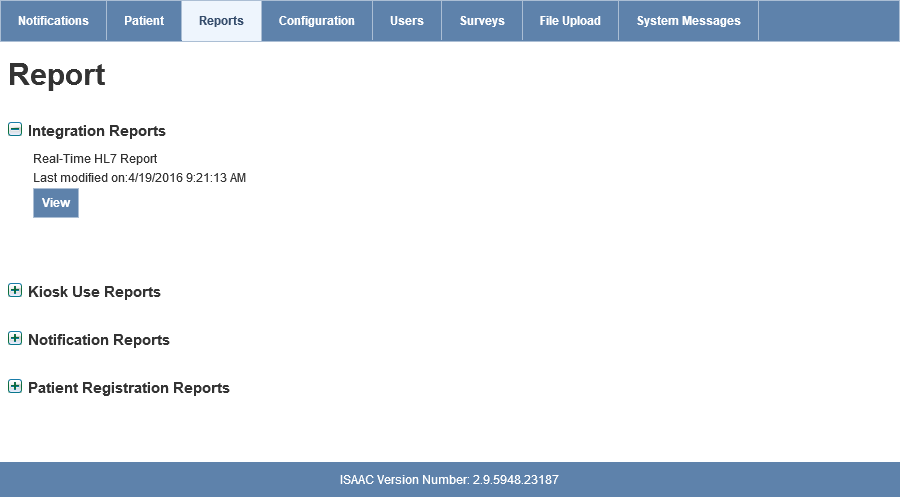 Notifications Patient Reports Configuration Users Surveys File Upload System Messages
Report
Integration Reports
Real-Time HL7 Report
Last modified on:4/19/2016 9:21:13 AM
View
Kiosk Use Reports
Notification Reports
Patient Registration Reports
ISAAC Version Number: 2.9.5948.23187